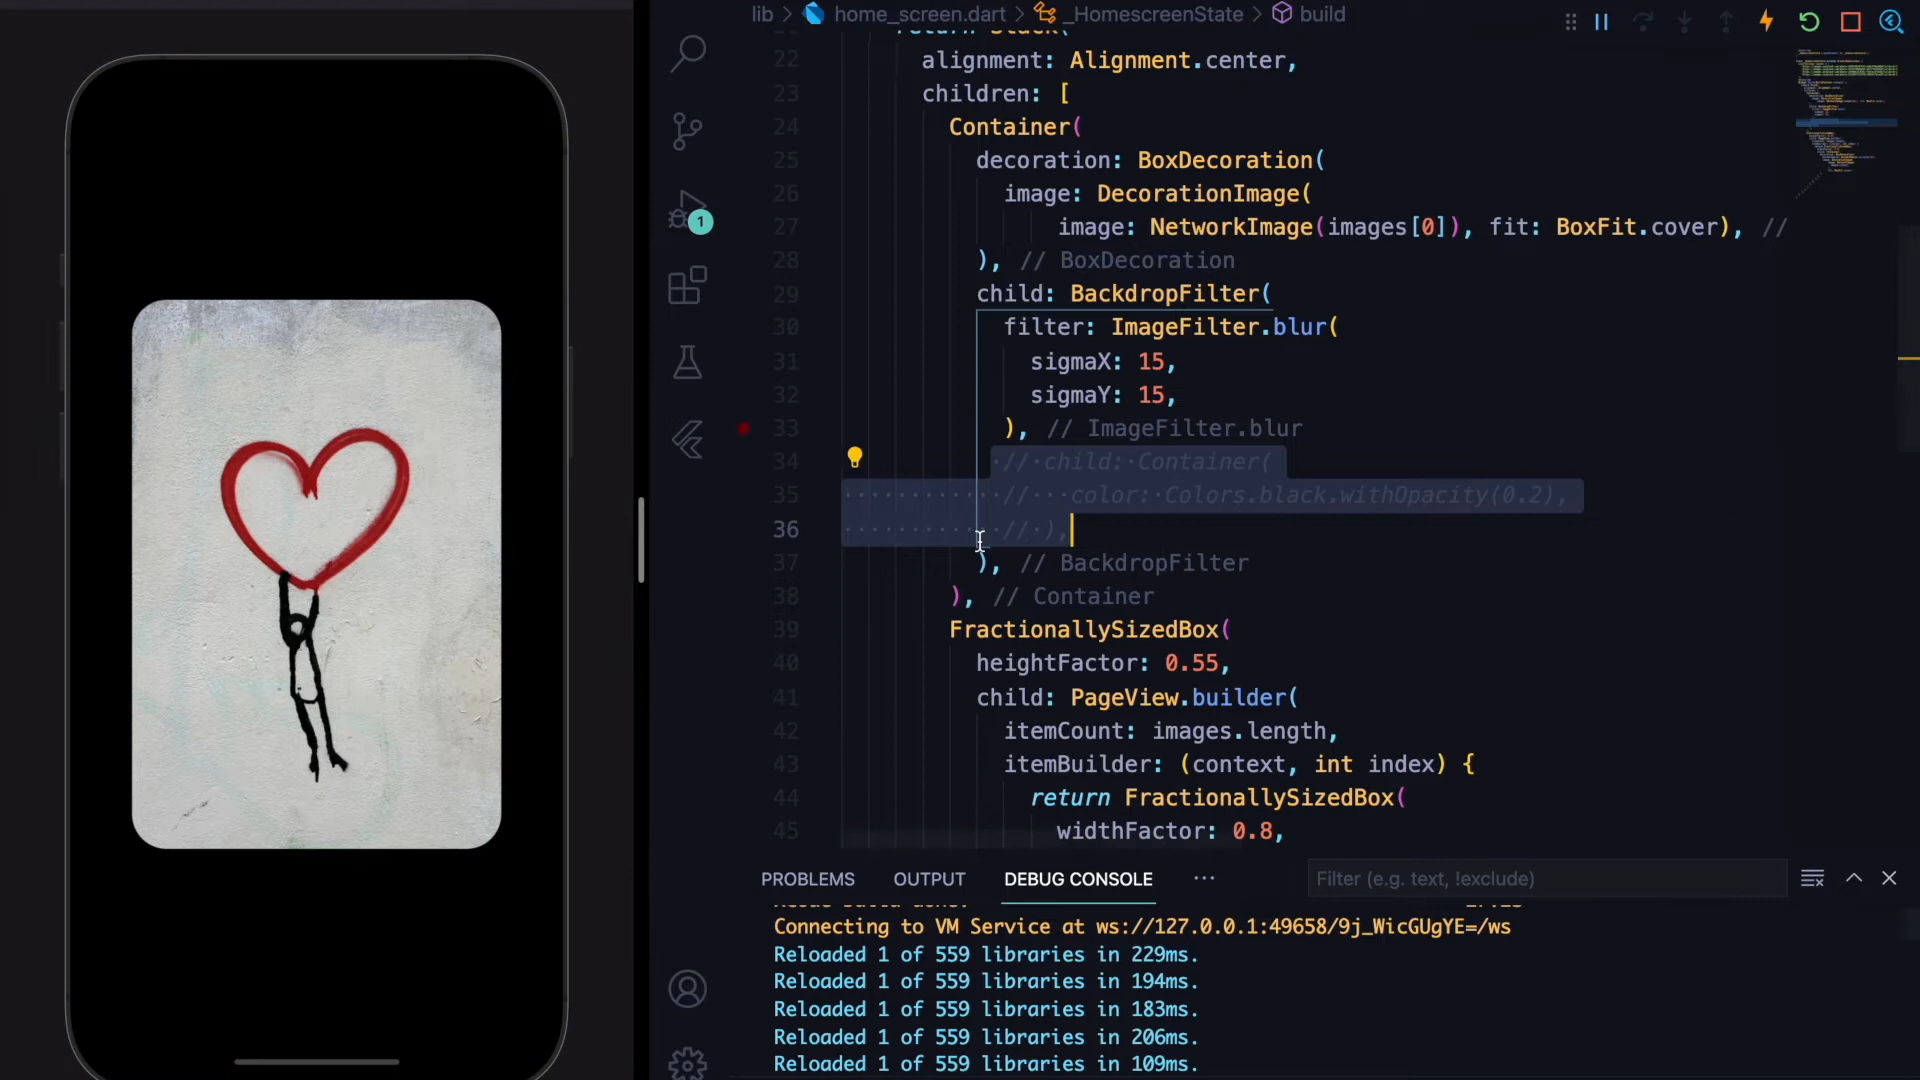 lib > home_screen.dart > _HomescreenState > build
return Stack(
22 alignment: Alignment.center,
23 children: [
24 Container(
25 decoration: BoxDecoration(
26 image: DecorationImage(
27 image: NetworkImage(images[0]), fit: BoxFit.cover), //
28 ), // BoxDecoration
29 child: BackdropFilter(
30 filter: ImageFilter.blur(
31 sigmaX: 15,
32 sigmaY: 15,
33 ), // ImageFilter.blur
34 // child: Container(
35 // color: Colors.black.withOpacity(0.2),
36 // ),
37 ), // BackdropFilter
38 ), // Container
39 FractionallySizedBox(
40 heightFactor: 0.55,
41 child: PageView.builder(
42 itemCount: images.length,
43 itemBuilder: (context, int index) {
44 return FractionallySizedBox(
45 widthFactor: 0.8,
1
PROBLEMS OUTPUT DEBUG CONSOLE ... Filter (e.g. text, !exclude)
Connecting to VM Service at ws://127.0.0.1:49658/9j_WicGUgYE=/ws
Reloaded 1 of 559 libraries in 229ms.
Reloaded 1 of 559 libraries in 194ms.
Reloaded 1 of 559 libraries in 183ms.
Reloaded 1 of 559 libraries in 206ms.
Reloaded 1 of 559 libraries in 109ms.